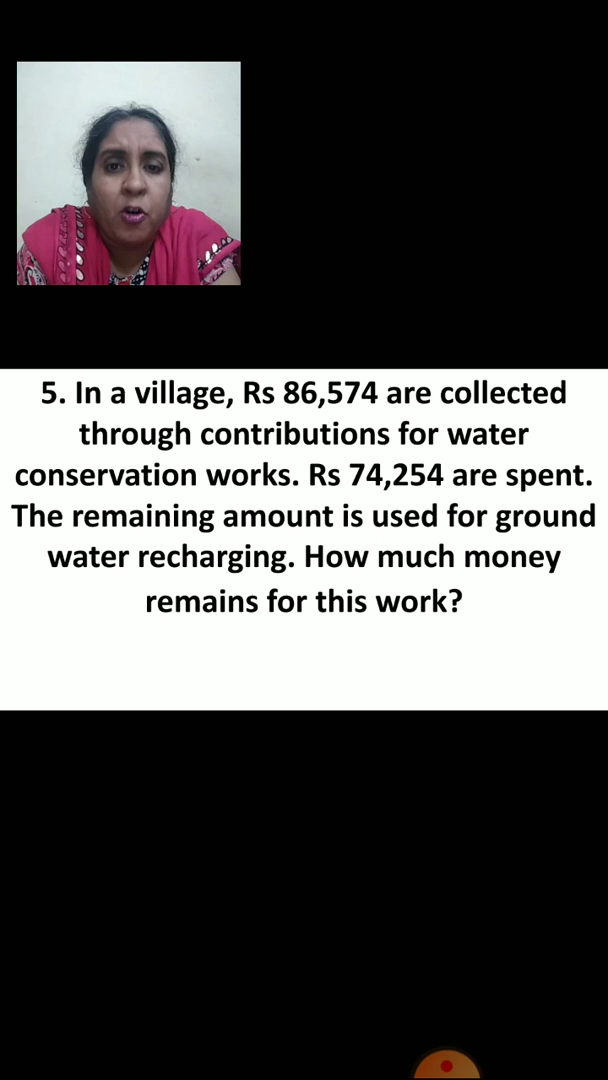 5. In a village, Rs 86,574 are collected
through contributions for water
conservation works. Rs 74,254 are spent.
The remaining amount is used for ground
water recharging. How much money
remains for this work?